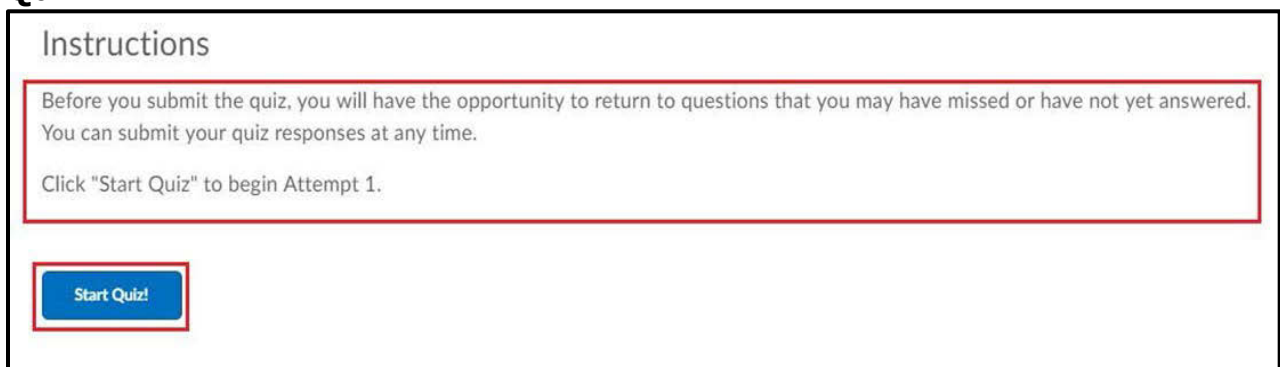 Instructions
Before you submit the quiz, you will have the opportunity to return to questions that you may have missed or have not yet answered.
You can submit your quiz responses at any time.
Click "Start Quiz" to begin Attempt 1.
Start Quiz!